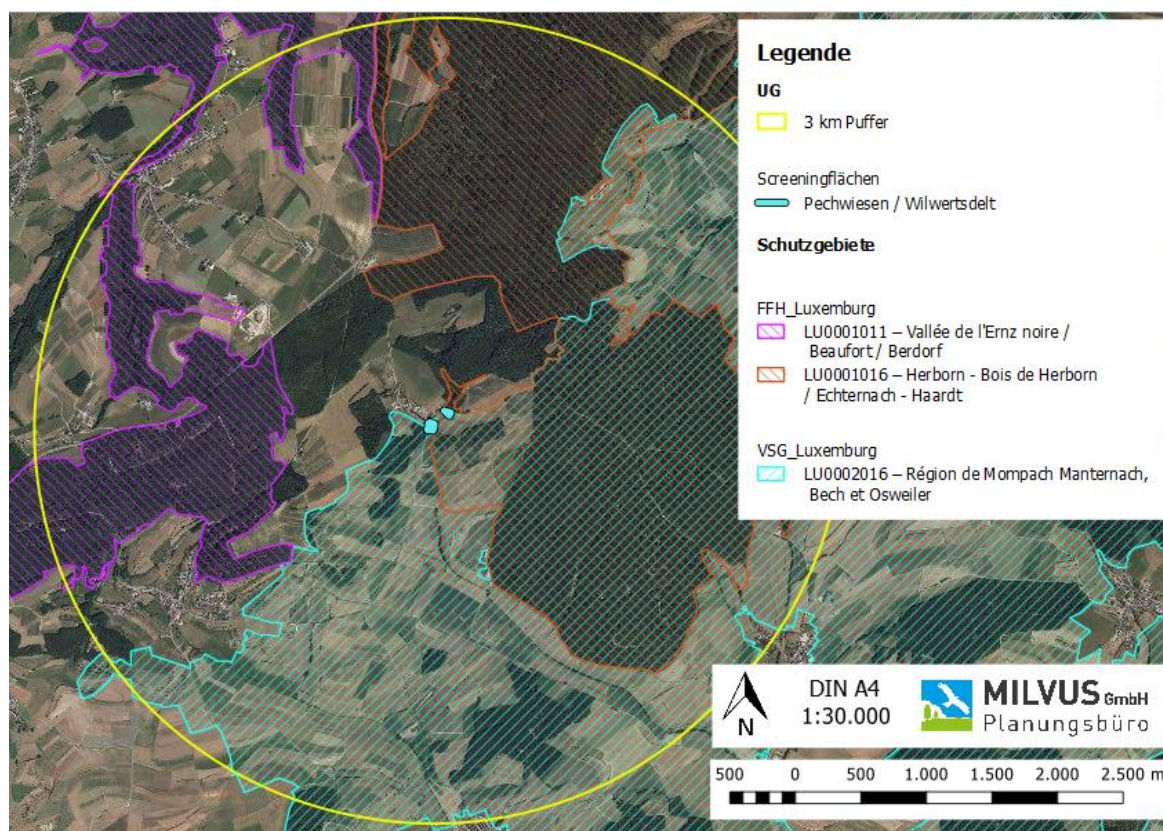 Legende
UG
3 km Puffer
Screeningflächen
Pechwiesen / Wilwertsdelt
Schutzgebiete
FFH_Luxemburg
LU0001011 – Vallée de l'Ernz noire /
Beaufort / Berdorf
LU0001016 – Herborn - Bois de Herborn
/ Echternach - Haardt
VSG_Luxemburg
LU0002016 – Région de Mompach Manternach,
Bech et Osweiler
N
DIN A4
1:30.000
MILVUS GmbH
Planungsbüro
500 0 500 1.000 1.500 2.000 2.500 m